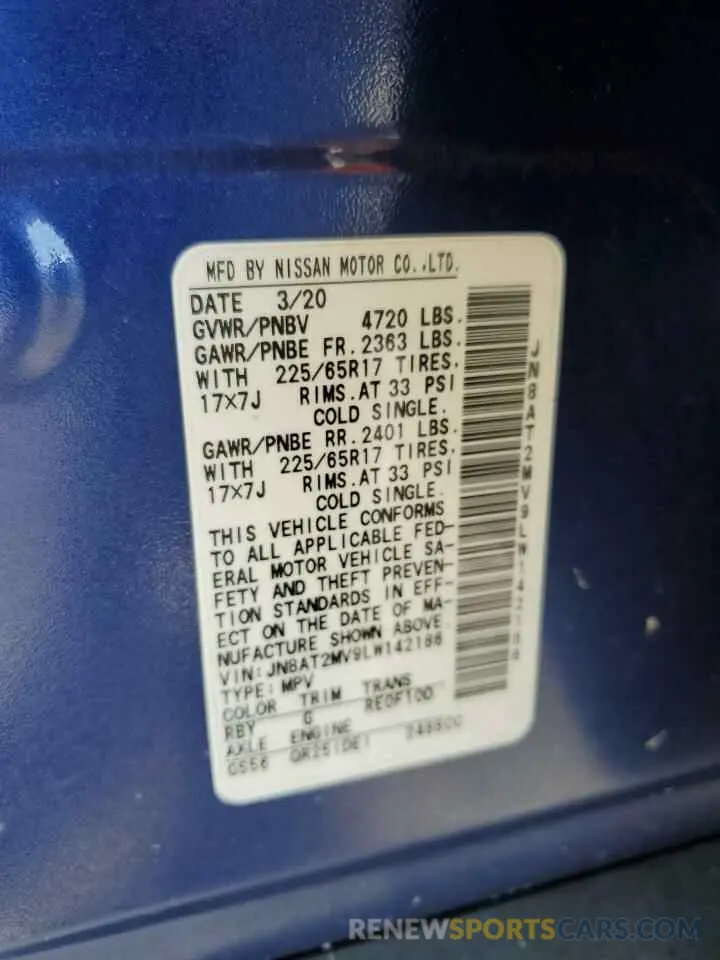 MFD BY NISSAN MOTOR CO.,LTD.
DATE 3/20
GVWR/PNBV 4720 LBS.
GAWR/PNBE FR. 2363 LBS.
WITH 225/65R17 TIRES,
17×7J RIMS.AT 33 PSI
COLD SINGLE.
GAWR/PNBE RR. 2401 LBS.
WITH 225/65R17 TIRES,
17×7J RIMS.AT 33 PSI
COLD SINGLE.
THIS VEHICLE CONFORMS
TO ALL APPLICABLE FED-
ERAL MOTOR VEHICLE SA-
FETY AND THEFT PREVEN-
TION STANDARDS IN EFF-
ECT ON THE DATE OF MA-
NUFACTURE SHOWN ABOVE.
VIN: JN8AT2MV9LW142186
TYPE: MPV
COLOR TRIM TRANS
RBY G RE0F10D
AXLE ENGINE
QR25(DE)
RENEWSPORTSCARS.COM